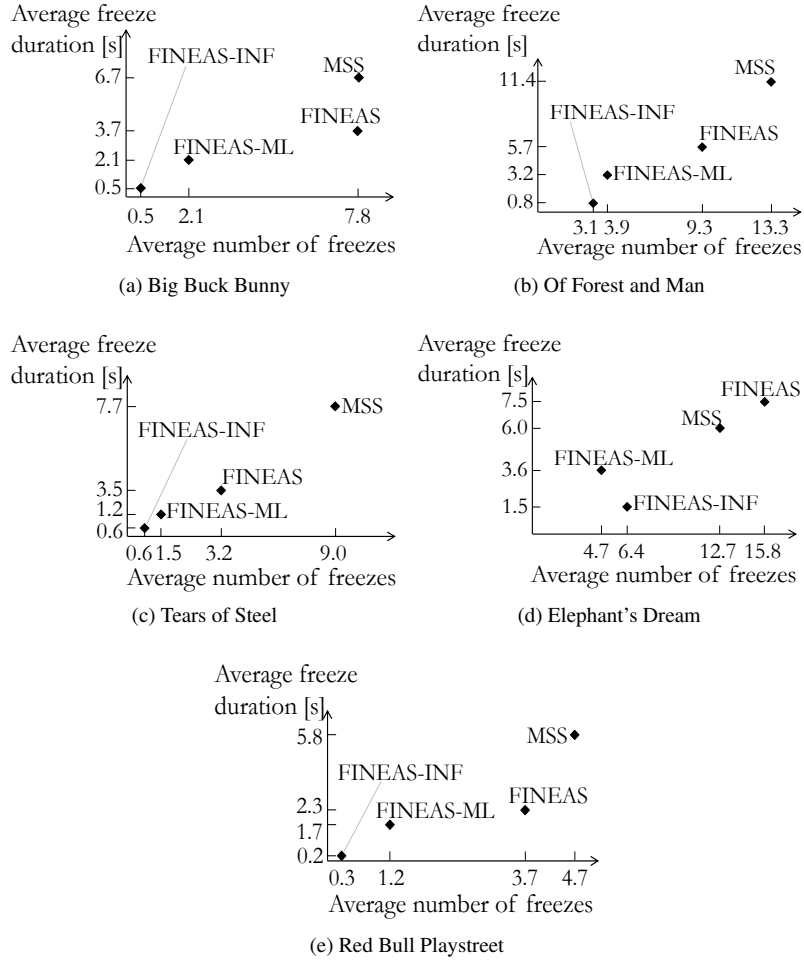 Average freeze
duration [s]
FINEAS-INF
MSS
6.7
FINEAS
3.7
FINEAS-ML
2.1
0.5
0.5 2.1 7.8
Average number of freezes
(a) Big Buck Bunny
Average freeze
duration [s]
MSS
11.4
FINEAS-INF
FINEAS
5.7
3.2
FINEAS-ML
0.8
3.1 3.9 9.3 13.3
Average number of freezes
(b) Of Forest and Man
Average freeze
duration [s]
7.7
MSS
FINEAS-INF
FINEAS
3.5
1.2
FINEAS-ML
0.6
0.6 1.5 3.2 9.0
Average number of freezes
(c) Tears of Steel
Average freeze
duration [s]
FINEAS
7.5
MSS
6.0
FINEAS-ML
3.6
1.5
FINEAS-INF
4.7 6.4 12.7 15.8
Average number of freezes
(d) Elephant's Dream
Average freeze
duration [s]
5.8
MSS
FINEAS-INF
FINEAS
2.3
FINEAS-ML
1.7
0.2
0.3 1.2 3.7 4.7
Average number of freezes
(e) Red Bull Playstreet